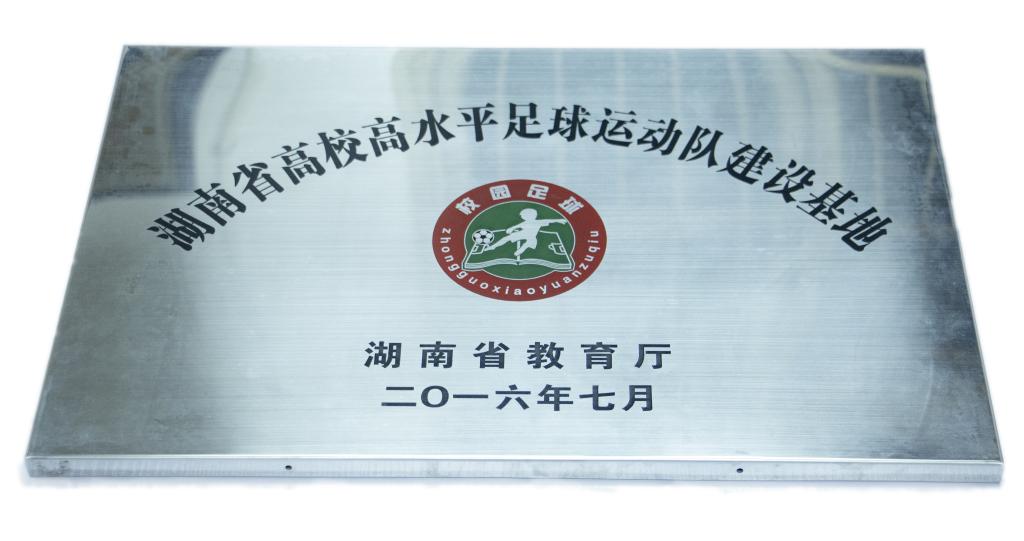 湖南省高校高水平足球运动队建设基地
校园足球
zhongguoxiaoyuanzuqiu
湖南省教育厅
二〇一六年七月